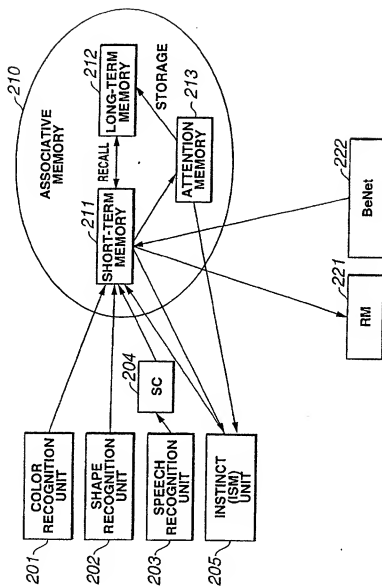 210
ASSOCIATIVE
MEMORY
211
SHORT-TERM
MEMORY
RECALL
212
LONG-TERM
MEMORY
STORAGE
213
ATTENTION
MEMORY
201
COLOR
RECOGNITION
UNIT
202
SHAPE
RECOGNITION
UNIT
203
SPEECH
RECOGNITION
UNIT
204
SC
205
INSTINCT
(ISM)
UNIT
221
RM
222
BeNet